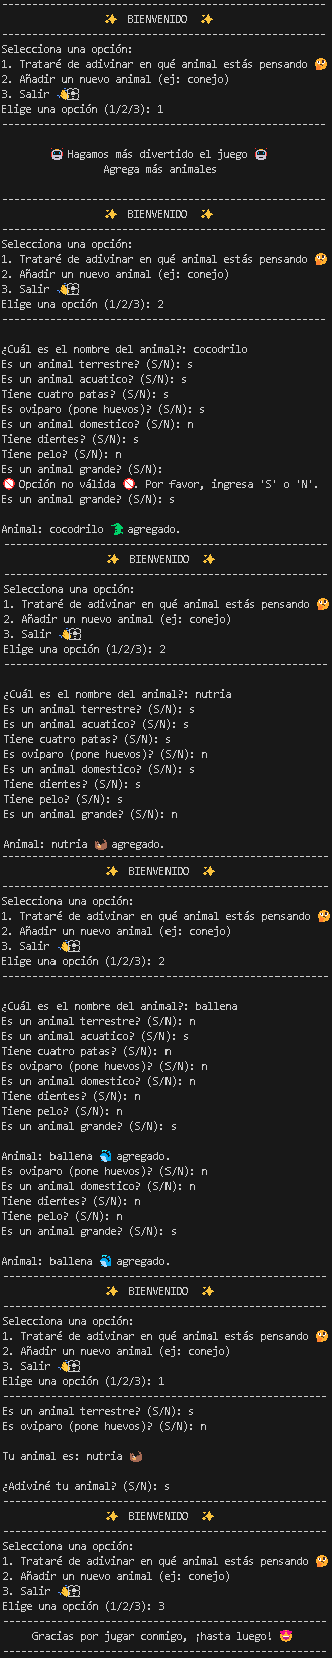 ✨ BIENVENIDO ✨
Selecciona una opción:
1. Trataré de adivinar en qué animal estás pensando 🤔
2. Añadir un nuevo animal (ej: conejo)
3. Salir 👋
Elige una opción (1/2/3): 1
Hagamos más divertido el juego
Agrega más animales
✨ BIENVENIDO ✨
Selecciona una opción:
1. Trataré de adivinar en qué animal estás pensando 🤔
2. Añadir un nuevo animal (ej: conejo)
3. Salir 👋
Elige una opción (1/2/3): 2
¿Cuál es el nombre del animal?: cocodrilo
Es un animal terrestre? (S/N): s
Es un animal acuatico? (S/N): s
Tiene cuatro patas? (S/N): s
Es oviparo (pone huevos)? (S/N): s
Es un animal domestico? (S/N): n
Tiene dientes? (S/N): s
Tiene pelo? (S/N): n
Es un animal grande? (S/N):
🚫 Opción no válida 🚫. Por favor, ingresa 'S' o 'N'.
Es un animal grande? (S/N): s
Animal: cocodrilo 🐊 agregado.
✨ BIENVENIDO ✨
Selecciona una opción:
1. Trataré de adivinar en qué animal estás pensando 🤔
2. Añadir un nuevo animal (ej: conejo)
3. Salir 👋
Elige una opción (1/2/3): 2
¿Cuál es el nombre del animal?: nutria
Es un animal terrestre? (S/N): s
Es un animal acuatico? (S/N): s
Tiene cuatro patas? (S/N): s
Es oviparo (pone huevos)? (S/N): n
Es un animal domestico? (S/N): s
Tiene dientes? (S/N): s
Tiene pelo? (S/N): s
Es un animal grande? (S/N): n
Animal: nutria 🦦 agregado.
✨ BIENVENIDO ✨
Selecciona una opción:
1. Trataré de adivinar en qué animal estás pensando 🤔
2. Añadir un nuevo animal (ej: conejo)
3. Salir 👋
Elige una opción (1/2/3): 2
¿Cuál es el nombre del animal?: ballena
Es un animal terrestre? (S/N): n
Es un animal acuatico? (S/N): s
Tiene cuatro patas? (S/N): n
Es oviparo (pone huevos)? (S/N): n
Es un animal domestico? (S/N): n
Tiene dientes? (S/N): n
Tiene pelo? (S/N): n
Es un animal grande? (S/N): s
Animal: ballena 🐳 agregado.
Es oviparo (pone huevos)? (S/N): n
Es un animal domestico? (S/N): n
Tiene dientes? (S/N): n
Tiene pelo? (S/N): n
Es un animal grande? (S/N): s
Animal: ballena 🐳 agregado.
✨ BIENVENIDO ✨
Selecciona una opción:
1. Trataré de adivinar en qué animal estás pensando 🤔
2. Añadir un nuevo animal (ej: conejo)
3. Salir 👋
Elige una opción (1/2/3): 1
Es un animal terrestre? (S/N): s
Es oviparo (pone huevos)? (S/N): n
Tu animal es: nutria 🦦
¿Adiviné tu animal? (S/N): s
✨ BIENVENIDO ✨
Selecciona una opción:
1. Trataré de adivinar en qué animal estás pensando 🤔
2. Añadir un nuevo animal (ej: conejo)
3. Salir 👋
Elige una opción (1/2/3): 3
Gracias por jugar conmigo, ¡hasta luego! 🤩